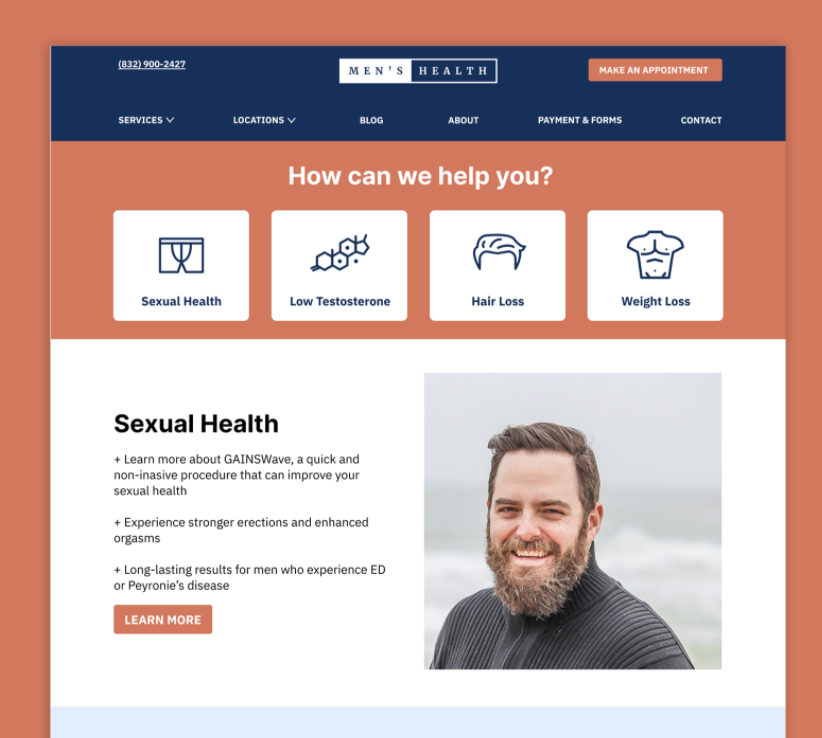 (832) 900-2427
MEN'S HEALTH
MAKE AN APPOINTMENT
SERVICES
LOCATIONS
BLOG
ABOUT
PAYMENT & FORMS
CONTACT
How can we help you?
Sexual Health
Low Testosterone
Hair Loss
Weight Loss
Sexual Health
+ Learn more about GAINSWave, a quick and
non-inasive procedure that can improve your
sexual health
+ Experience stronger erections and enhanced
orgasms
+ Long-lasting results for men who experience ED
or Peyronie's disease
LEARN MORE